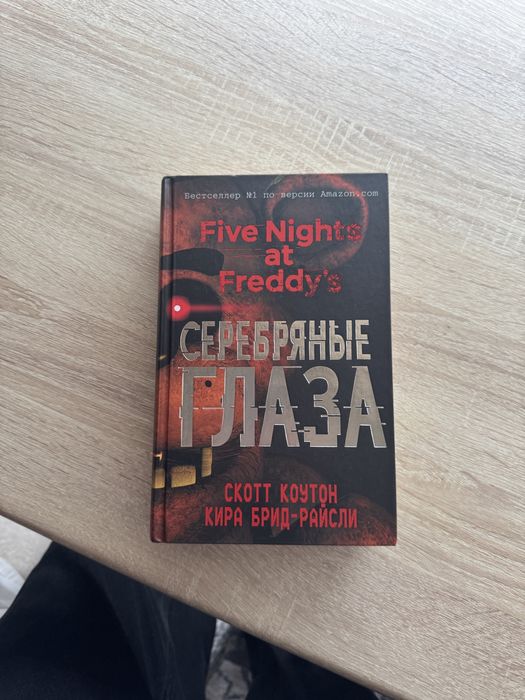 Бестселлер №1 по версии Amazon.com
Five Nights
at
Freddy's
СЕРЕБРЯНЫЕ
ГЛАЗА
СКОТТ КОУТОН
КИРА БРИД-РАЙСЛИ